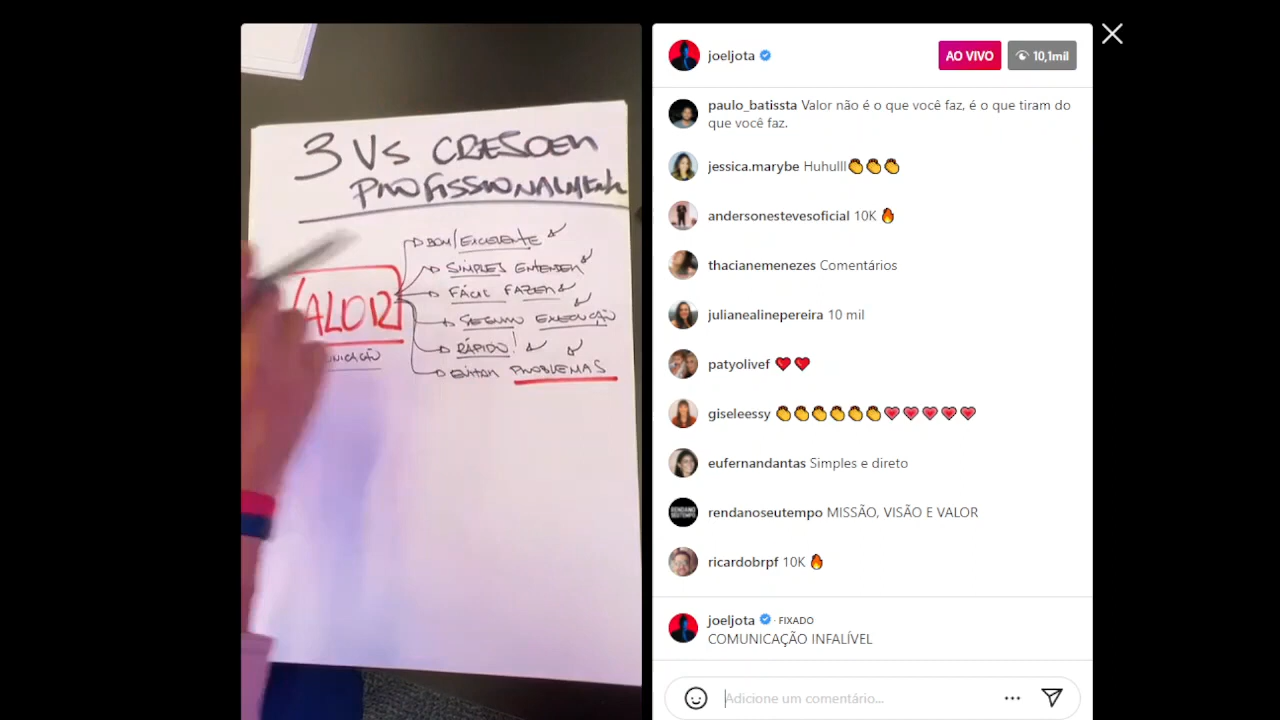 3 Vs CRESCER
PROFISSIONALMENTE
VALOR
BOM/EXCELENTE
SIMPLES ENTENDER
FÁCIL FAZER
SEGURO EXECUÇÃO
RÁPIDO!
EVITAR PROBLEMAS
joeljota
AO VIVO
10,1mil
paulo_batissta Valor não é o que você faz, é o que tiram do
que você faz.
jessica.marybe Huhulll👏👏👏
andersonestevesoficial 10K 🔥
thacianemenezes Comentários
julianealinepereira 10 mil
patyolivef ❤️❤️
giseleessy 👏👏👏👏👏👏💗💗💗💗💗
eufernandantas Simples e direto
rendanoseutempo MISSÃO, VISÃO E VALOR
ricardobrpf 10K 🔥
joeljota · FIXADO
COMUNICAÇÃO INFALÍVEL
Adicione um comentário...